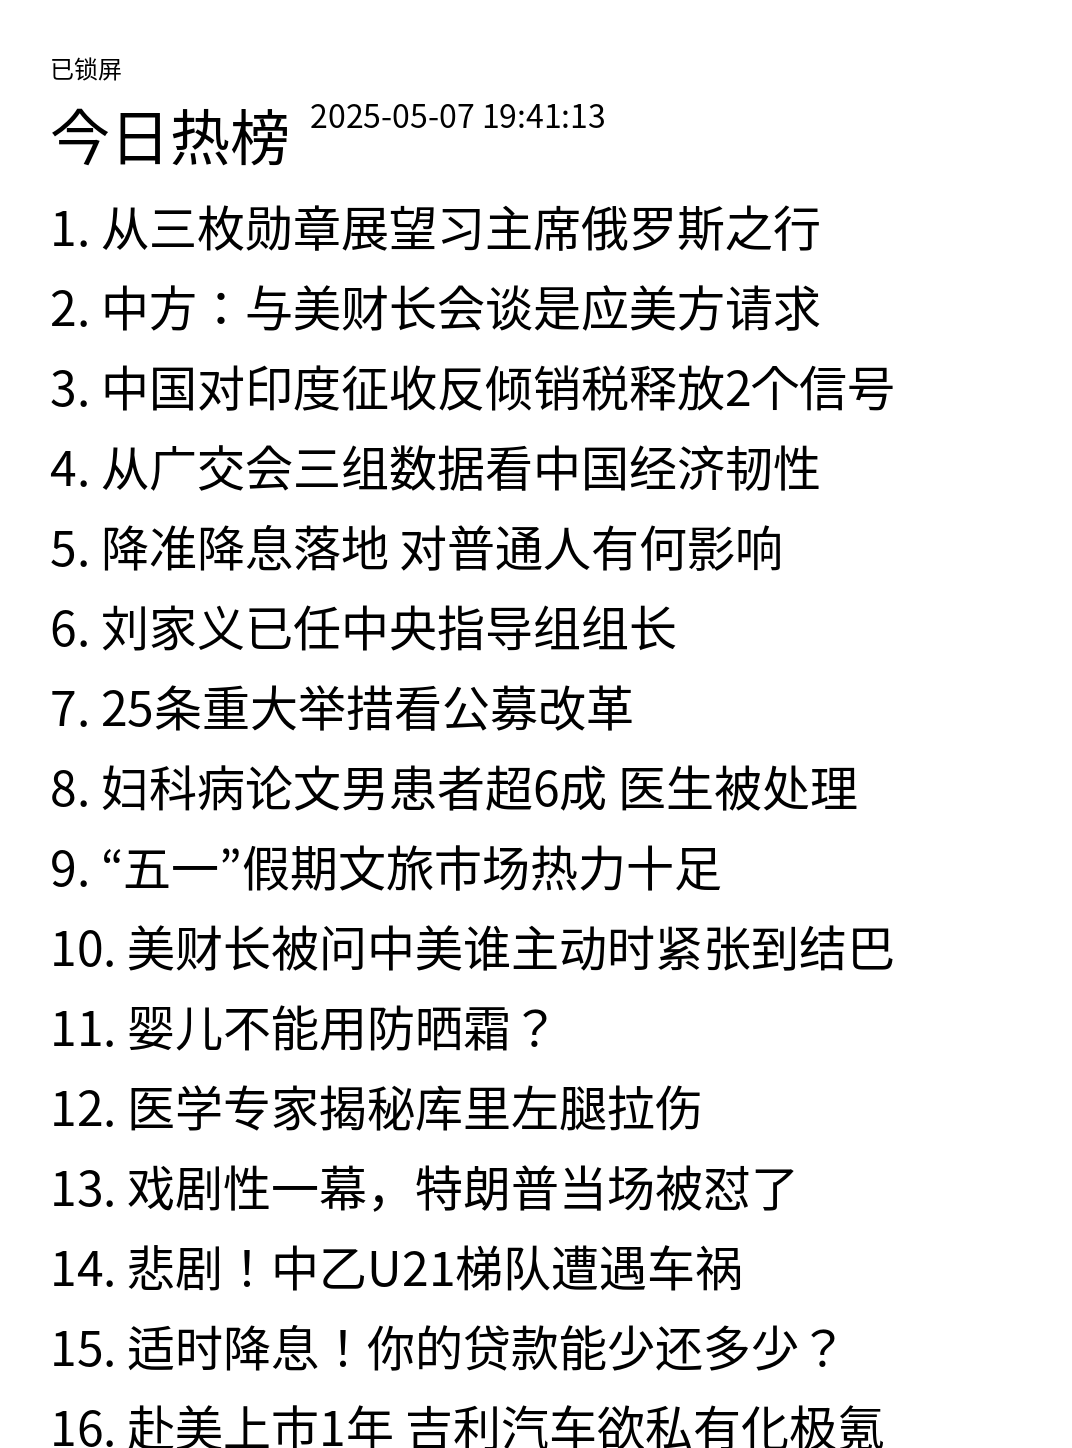 已锁屏
今日热榜 2025-05-07 19:41:13
1. 从三枚勋章展望习主席俄罗斯之行
2. 中方：与美财长会谈是应美方请求
3. 中国对印度征收反倾销税释放2个信号
4. 从广交会三组数据看中国经济韧性
5. 降准降息落地 对普通人有何影响
6. 刘家义已任中央指导组组长
7. 25条重大举措看公募改革
8. 妇科病论文男患者超6成 医生被处理
9. “五一”假期文旅市场热力十足
10. 美财长被问中美谁主动时紧张到结巴
11. 婴儿不能用防晒霜？
12. 医学专家揭秘库里左腿拉伤
13. 戏剧性一幕，特朗普当场被怼了
14. 悲剧！中乙U21梯队遭遇车祸
15. 适时降息！你的贷款能少还多少？
16. 赴美上市1年 吉利汽车欲私有化极氪